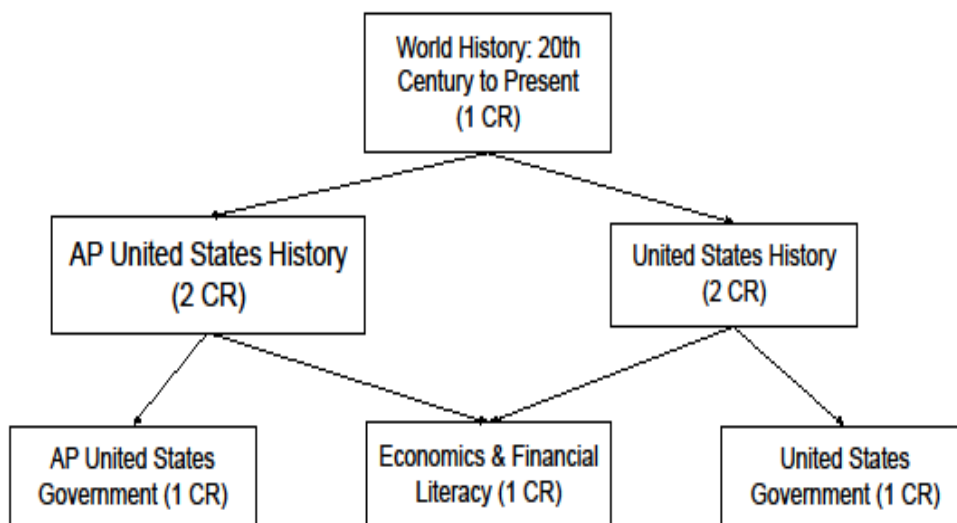 World History: 20th
Century to Present
(1 CR)
AP United States History
(2 CR)
United States History
(2 CR)
AP United States
Government (1 CR)
Economics & Financial
Literacy (1 CR)
United States
Government (1 CR)